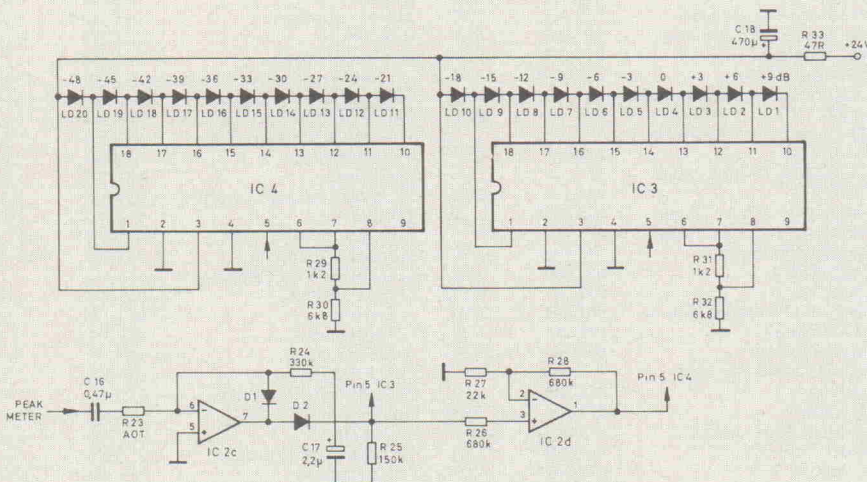 C 18
470µ
+
R 33
47R
+24V
-48 -45 -42 -39 -36 -33 -30 -27 -24 -21
-18 -15 -12 -9 -6 -3 0 +3 +6 +9 dB
LD 20 LD 19 LD 18 LD 17 LD 16 LD 15 LD 14 LD 13 LD 12 LD 11
LD 10 LD 9 LD 8 LD 7 LD 6 LD 5 LD 4 LD 3 LD 2 LD 1
18 17 16 15 14 13 12 11 10
18 17 16 15 14 13 12 11 10
IC 4
IC 3
1 2 3 4 5 6 7 8 9
1 2 3 4 5 6 7 8 9
R 29
1k2
R 31
1k2
R 30
6k8
R 32
6k8
R 24
330k
Pin 5 IC 3
R 27
22k
R 28
680k
Pin 5 IC 4
PEAK
METER
C 16
0,47µ
R 23
AOT
6
-
5
+
7
IC 2c
D 1
D 2
C 17
2,2µ
+
R 25
150k
R 26
680k
2
-
3
+
1
IC 2d